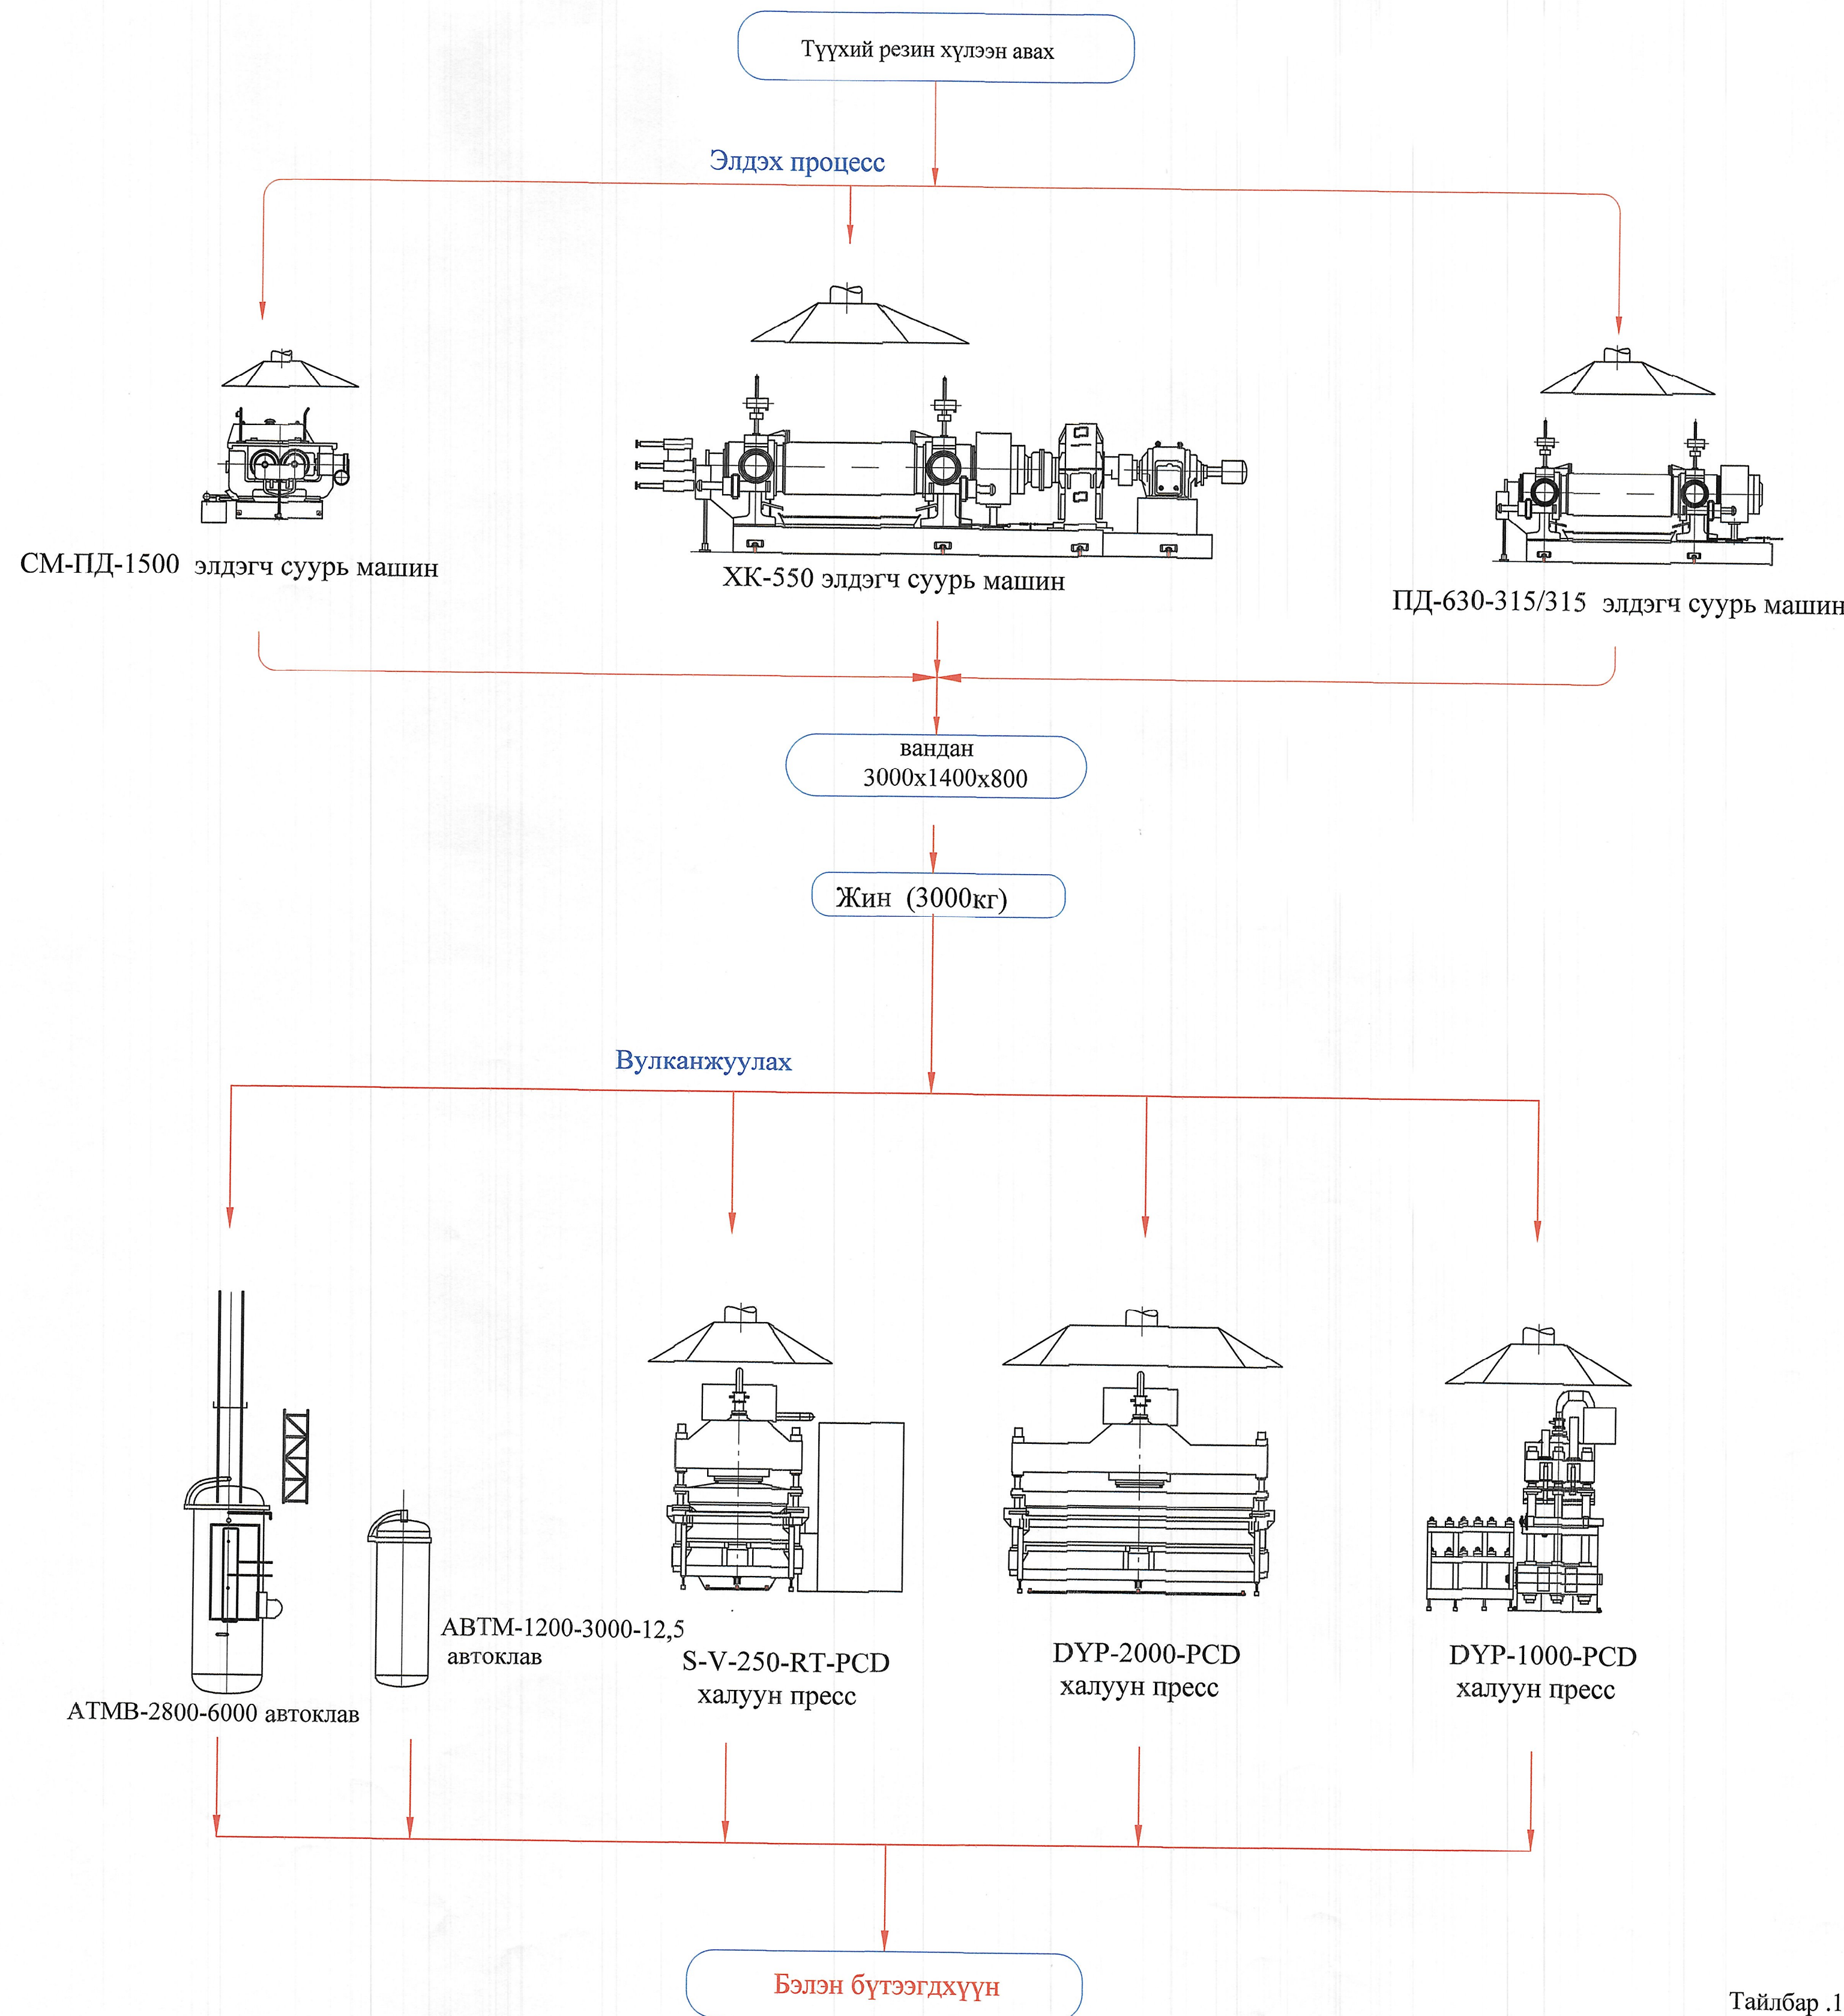 Түүхий резин хүлээн авах
Элдэх процесс
СМ-ПД-1500 элдэгч суурь машин
ХК-550 элдэгч суурь машин
ПД-630-315/315 элдэгч суурь машин
вандан
3000х1400х800
Жин (3000кг)
Вулканжуулах
АТМВ-2800-6000 автоклав
АВТМ-1200-3000-12,5
автоклав
S-V-250-RT-PCD
халуун пресс
DYP-2000-PCD
халуун пресс
DYP-1000-PCD
халуун пресс
Бэлэн бүтээгдхүүн
Тайлбар .1